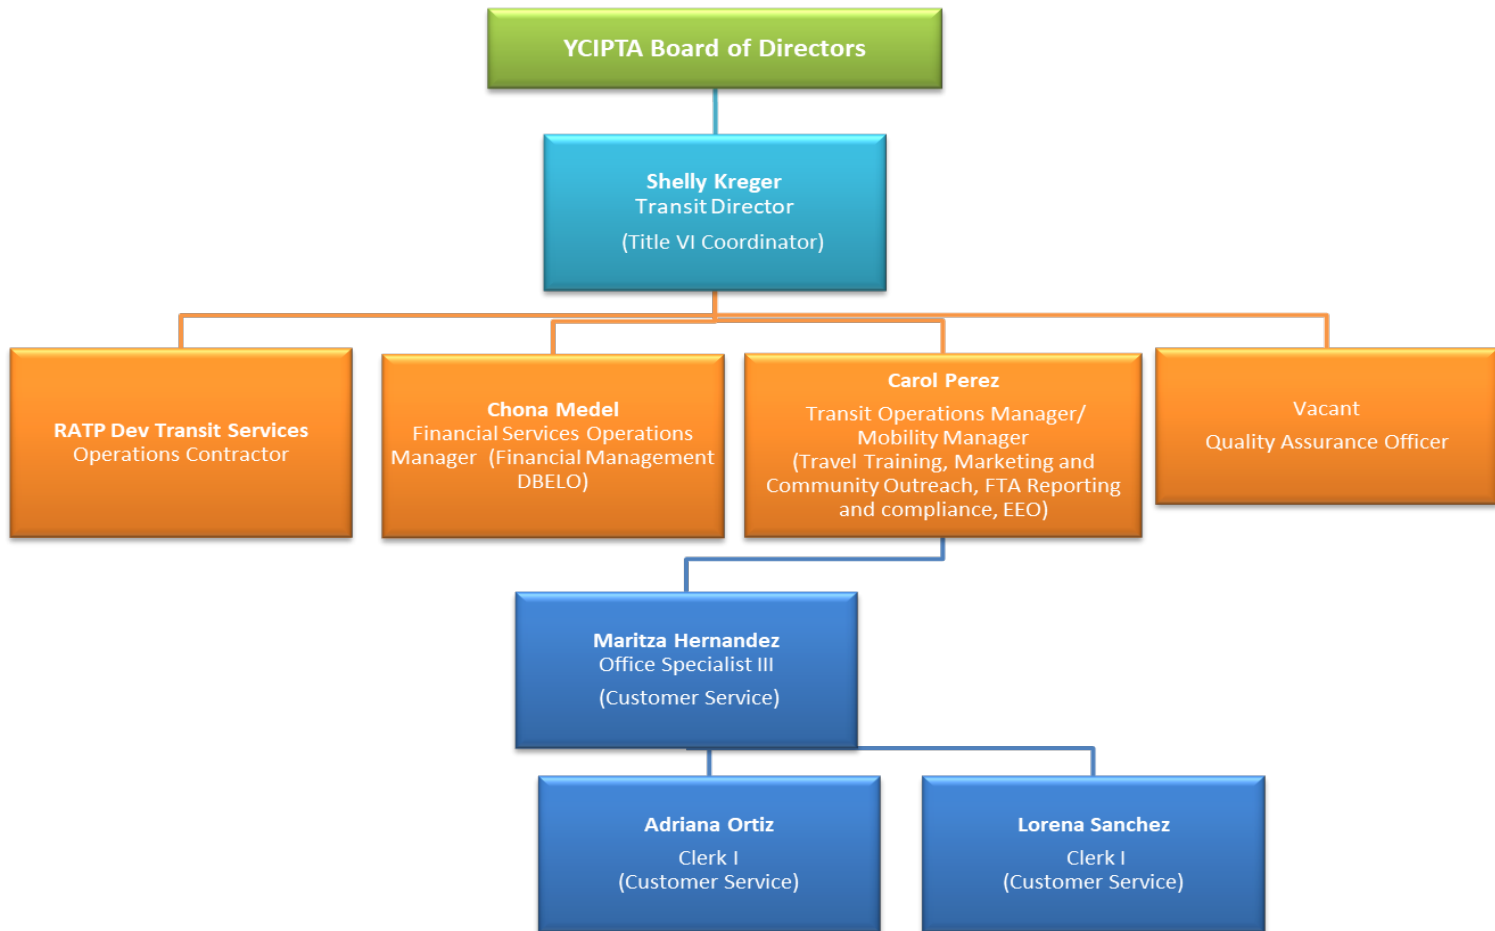 YCIPTA Board of Directors
Shelly Kreger
Transit Director
(Title VI Coordinator)
RATP Dev Transit Services
Operations Contractor
Chona Medel
Financial Services Operations
Manager (Financial Management
DBELO)
Carol Perez
Transit Operations Manager/
Mobility Manager
(Travel Training, Marketing and
Community Outreach, FTA Reporting
and compliance, EEO)
Vacant
Quality Assurance Officer
Maritza Hernandez
Office Specialist III
(Customer Service)
Adriana Ortiz
Clerk I
(Customer Service)
Lorena Sanchez
Clerk I
(Customer Service)